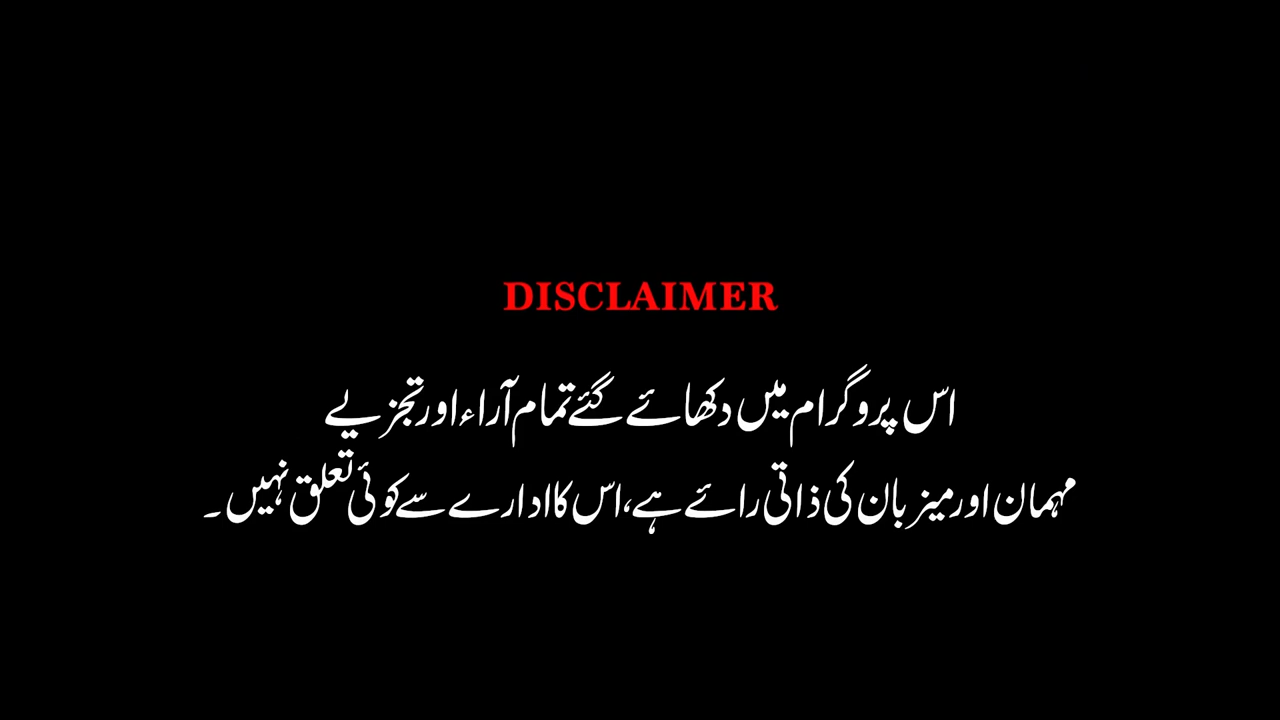 DISCLAIMER
اس پروگرام میں دکھائے گئے تمام آراء اور تجزیے
مہمان اور میزبان کی ذاتی رائے ہے، اس کا ادارے سے کوئی تعلق نہیں۔